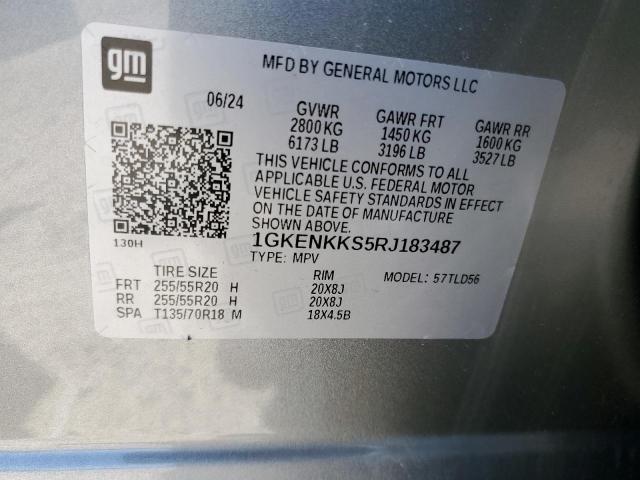 gm
MFD BY GENERAL MOTORS LLC
06/24 GVWR GAWR FRT GAWR RR
2800 KG 1450 KG 1600 KG
6173 LB 3196 LB 3527 LB
THIS VEHICLE CONFORMS TO ALL
APPLICABLE U.S. FEDERAL MOTOR
VEHICLE SAFETY STANDARDS IN EFFECT
ON THE DATE OF MANUFACTURE
SHOWN ABOVE.
130H 1GKENKKS5RJ183487
TYPE: MPV MODEL: 57TLD56
TIRE SIZE RIM
FRT 255/55R20 H 20X8J
RR 255/55R20 H 20X8J
SPA T135/70R18 M 18X4.5B